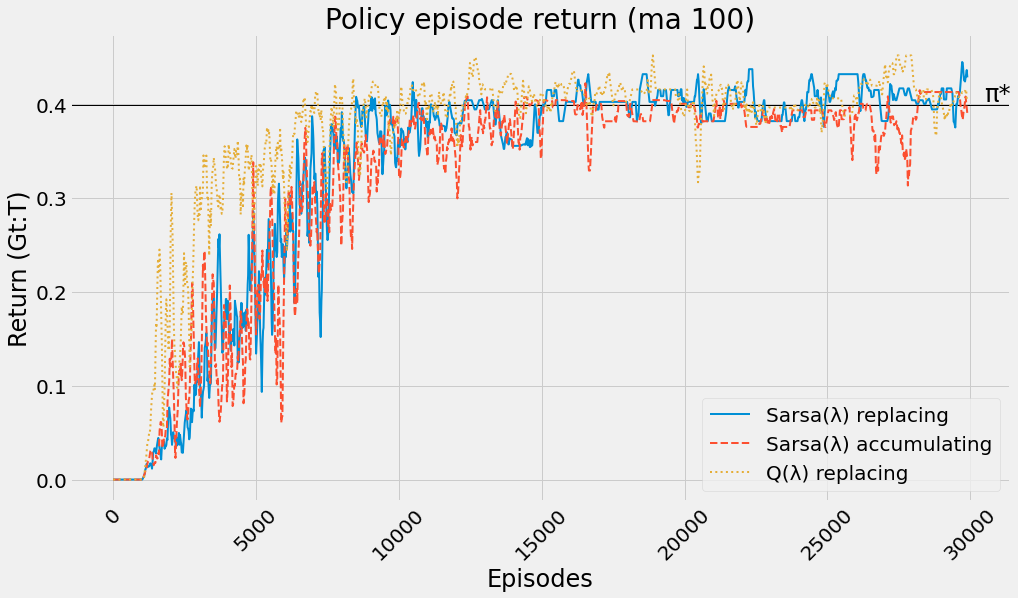 Policy episode return (ma 100)
Return (Gt:T)
0.4
0.3
0.2
0.1
0.0
π*
Sarsa(λ) replacing
Sarsa(λ) accumulating
Q(λ) replacing
0
5000
10000
15000
20000
25000
30000
Episodes